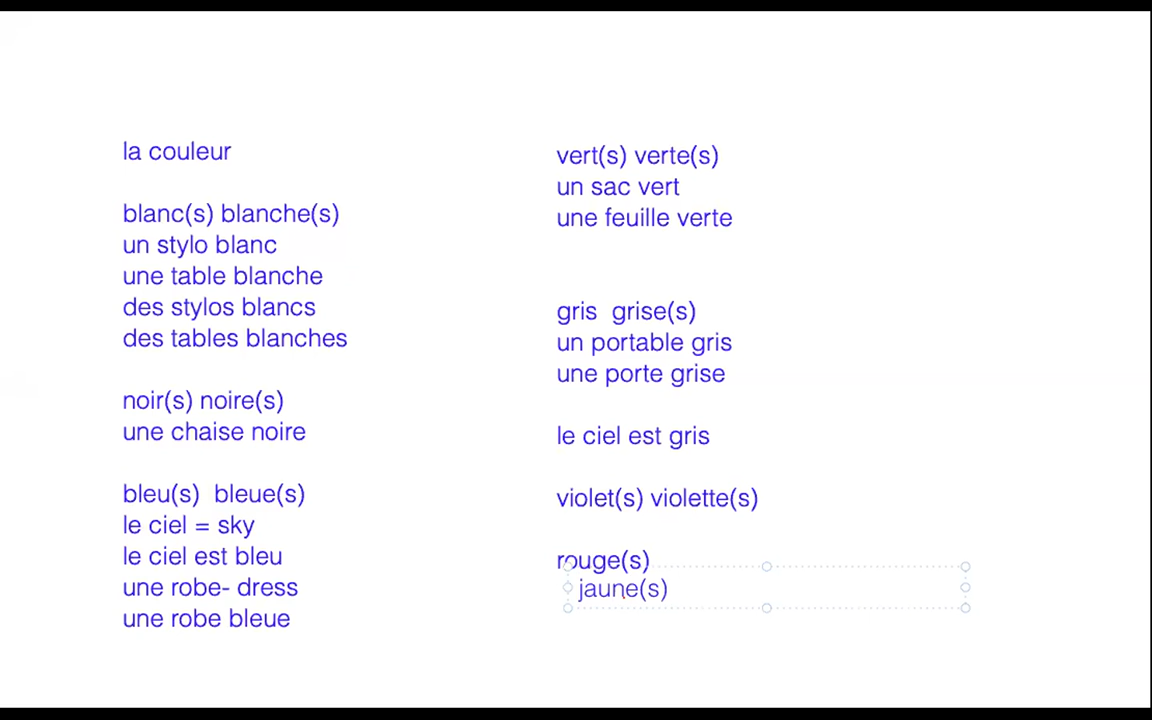 la couleur
blanc(s) blanche(s)
un stylo blanc
une table blanche
des stylos blancs
des tables blanches
noir(s) noire(s)
une chaise noire
bleu(s)  bleue(s)
le ciel = sky
le ciel est bleu
une robe- dress
une robe bleue
vert(s) verte(s)
un sac vert
une feuille verte
gris  grise(s)
un portable gris
une porte grise
le ciel est gris
violet(s) violette(s)
rouge(s)
jaune(s)